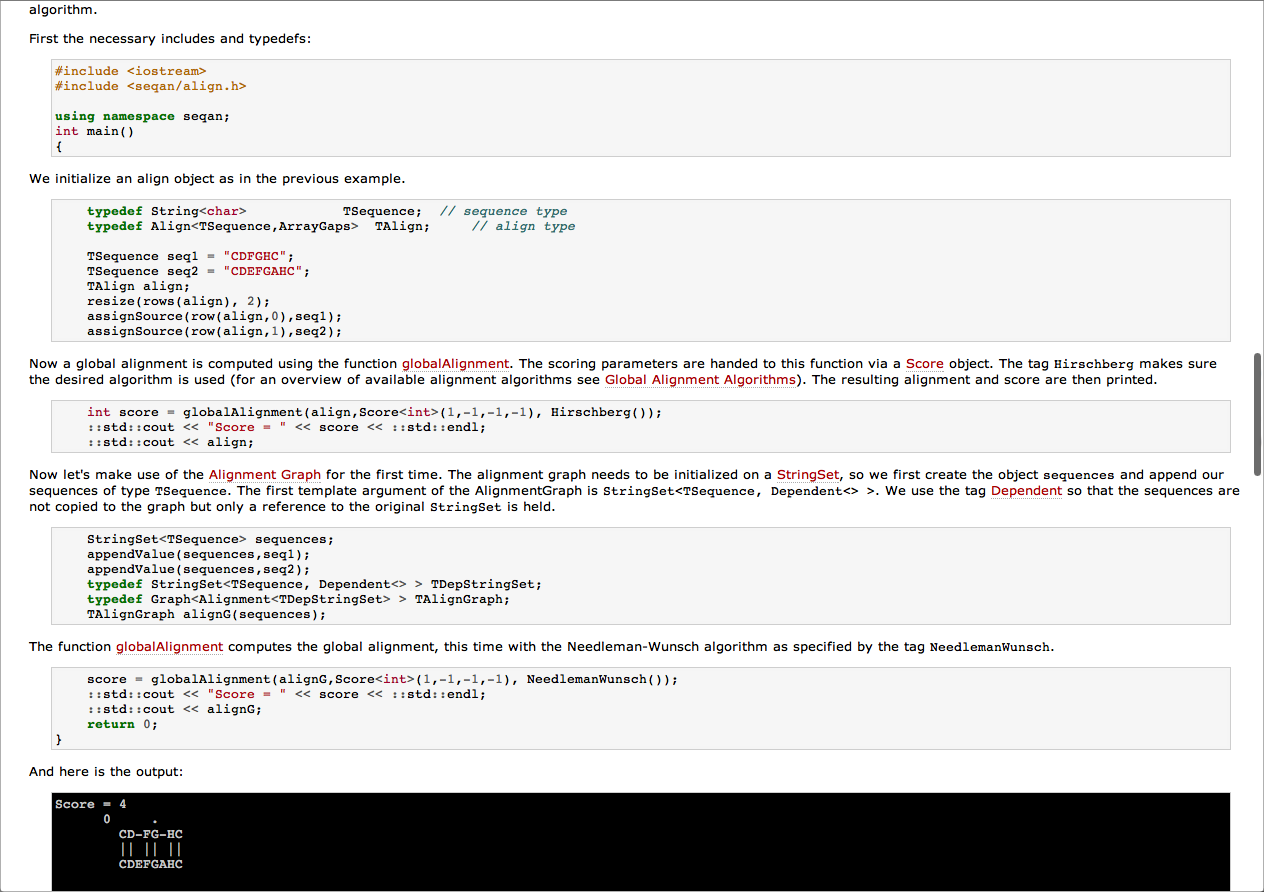 algorithm.
First the necessary includes and typedefs:
#include <iostream>
#include <seqan/align.h>
using namespace seqan;
int main()
{
We initialize an align object as in the previous example.
typedef String<char>            TSequence;  // sequence type
typedef Align<TSequence,ArrayGaps>  TAlign;     // align type
TSequence seq1 = "CDFGHC";
TSequence seq2 = "CDEFGAHC";
TAlign align;
resize(rows(align), 2);
assignSource(row(align,0),seq1);
assignSource(row(align,1),seq2);
Now a global alignment is computed using the function globalAlignment. The scoring parameters are handed to this function via a Score object. The tag Hirschberg makes sure
the desired algorithm is used (for an overview of available alignment algorithms see Global Alignment Algorithms). The resulting alignment and score are then printed.
int score = globalAlignment(align,Score<int>(1,-1,-1,-1), Hirschberg());
::std::cout << "Score = " << score << ::std::endl;
::std::cout << align;
Now let's make use of the Alignment Graph for the first time. The alignment graph needs to be initialized on a StringSet, so we first create the object sequences and append our
sequences of type TSequence. The first template argument of the AlignmentGraph is StringSet<TSequence, Dependent<> >. We use the tag Dependent so that the sequences are
not copied to the graph but only a reference to the original StringSet is held.
StringSet<TSequence> sequences;
appendValue(sequences,seq1);
appendValue(sequences,seq2);
typedef StringSet<TSequence, Dependent<> > TDepStringSet;
typedef Graph<Alignment<TDepStringSet> > TAlignGraph;
TAlignGraph alignG(sequences);
The function globalAlignment computes the global alignment, this time with the Needleman-Wunsch algorithm as specified by the tag NeedlemanWunsch.
score = globalAlignment(alignG,Score<int>(1,-1,-1,-1), NeedlemanWunsch());
::std::cout << "Score = " << score << ::std::endl;
::std::cout << alignG;
return 0;
}
And here is the output:
Score = 4
0     .
CD-FG-HC
|| || ||
CDEFGAHC